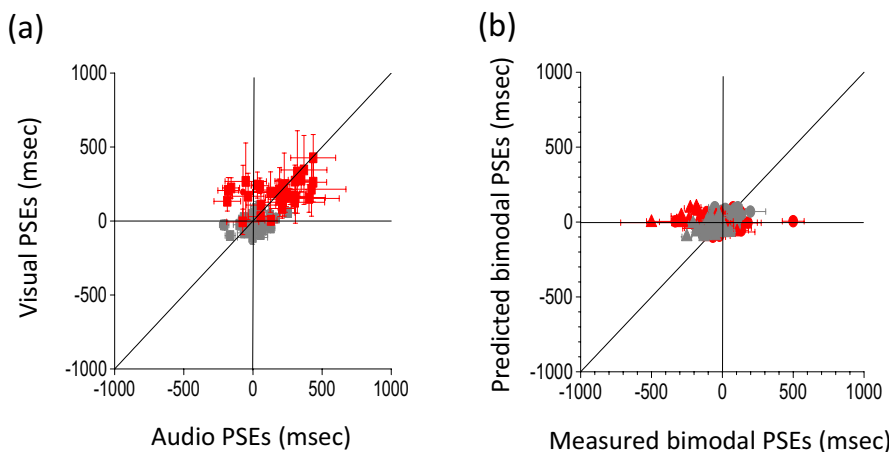 (a)
(b)
Visual PSEs (msec)
1000
500
0
-500
-1000
-1000 -500 0 500 1000
Audio PSEs (msec)
Predicted bimodal PSEs (msec)
1000
500
0
-500
-1000
-1000 -500 0 500 1000
Measured bimodal PSEs (msec)